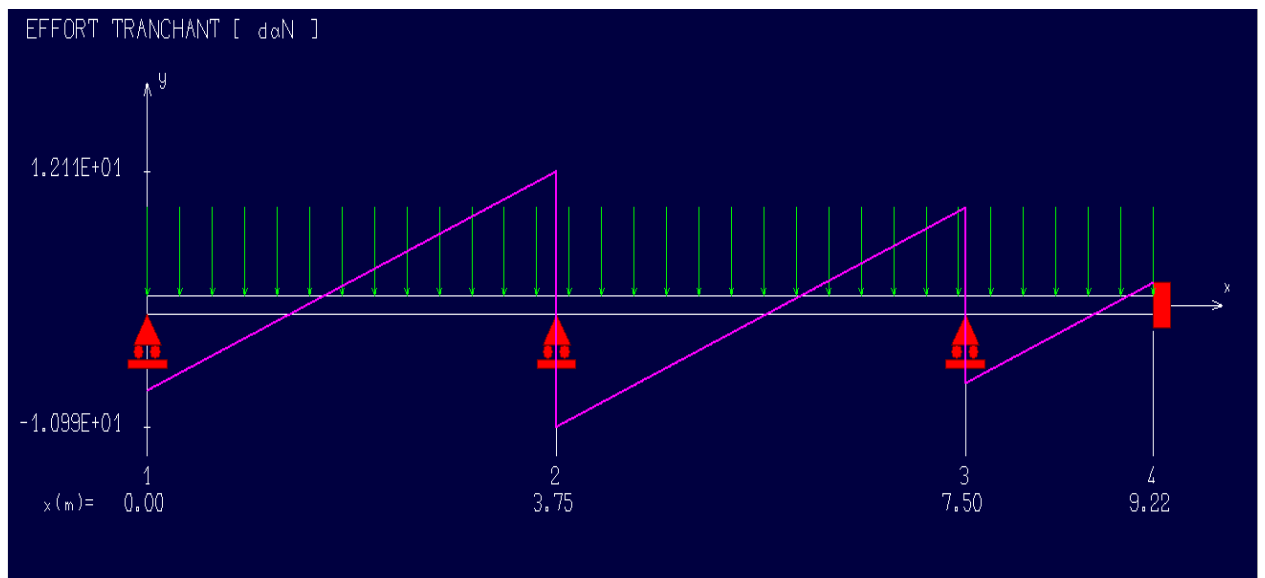 EFFORT TRANCHANT [ daN ]
y
1.211E+01
x
-1.099E+01
1 2 3 4
x(m)= 0.00 3.75 7.50 9.22